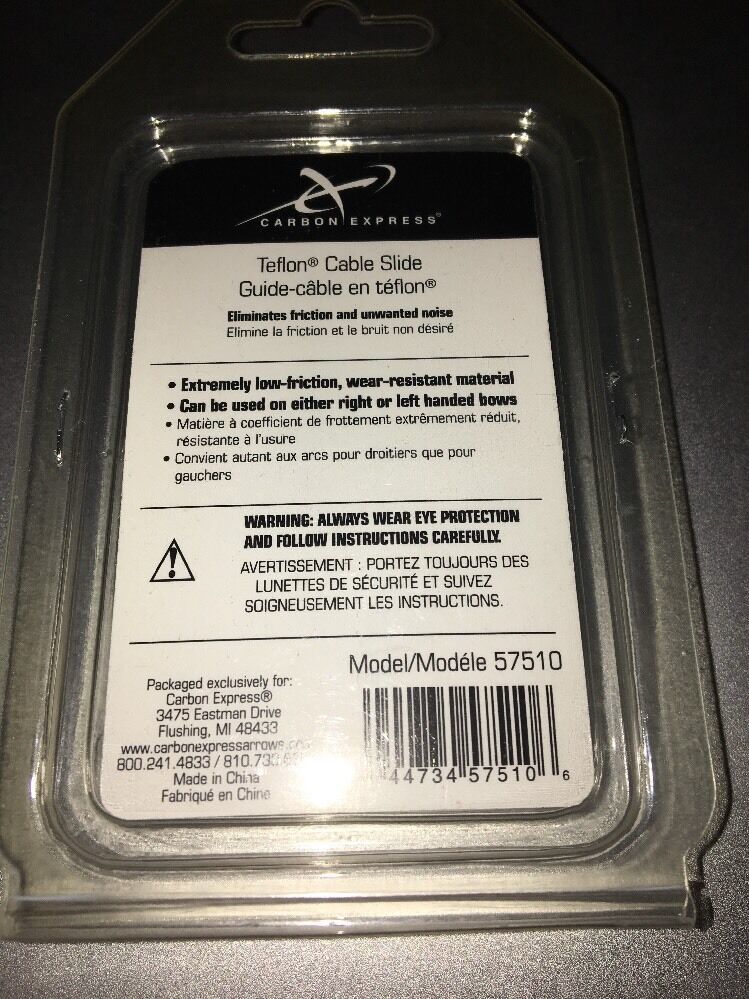 CARBON EXPRESS®
Teflon® Cable Slide
Guide-câble en téflon®
Eliminates friction and unwanted noise
Elimine la friction et le bruit non désiré
• Extremely low-friction, wear-resistant material
• Can be used on either right or left handed bows
• Matière à coefficient de frottement extrêmement réduit,
résistante à l'usure
• Convient autant aux arcs pour droitiers que pour
gauchers
WARNING: ALWAYS WEAR EYE PROTECTION
AND FOLLOW INSTRUCTIONS CAREFULLY.
AVERTISSEMENT : PORTEZ TOUJOURS DES
LUNETTES DE SÉCURITÉ ET SUIVEZ
SOIGNEUSEMENT LES INSTRUCTIONS.
Model/Modéle 57510
Packaged exclusively for:
Carbon Express®
3475 Eastman Drive
Flushing, MI 48433
www.carbonexpressarrows
800.241.4833 /
Made in China
Fabriqué en Chine
44734 57510 6